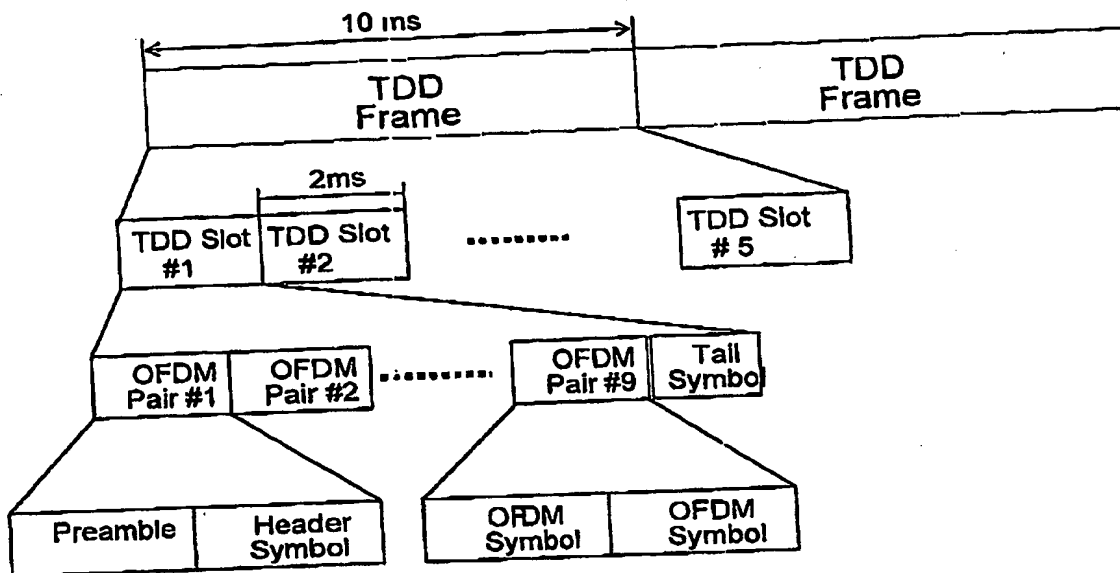 10 ms
TDD
Frame
TDD
Frame
2ms
TDD Slot
#1
TDD Slot
#2
TDD Slot
# 5
OFDM
Pair #1
OFDM
Pair #2
OFDM
Pair #9
Tail
Symbol
Preamble
Header
Symbol
OFDM
Symbol
OFDM
Symbol